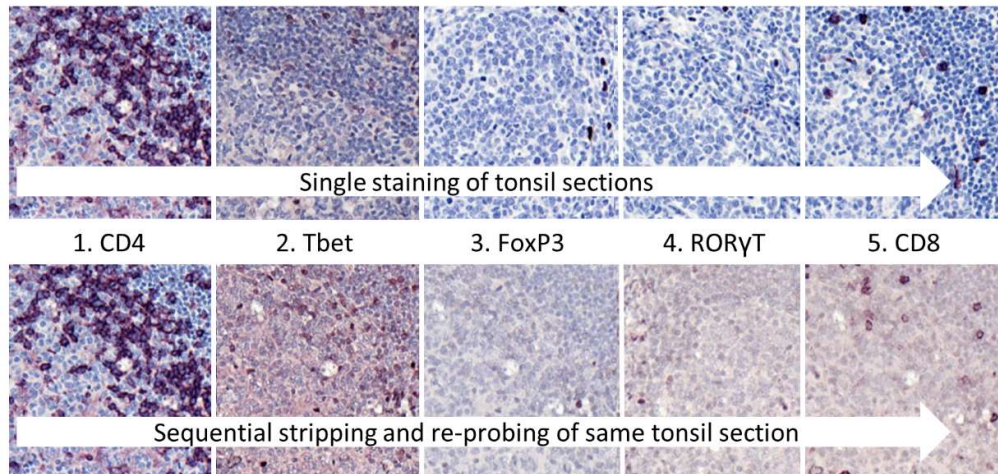 Single staining of tonsil sections
1. CD4 2. Tbet 3. FoxP3 4. RORγT 5. CD8
Sequential stripping and re-probing of same tonsil section